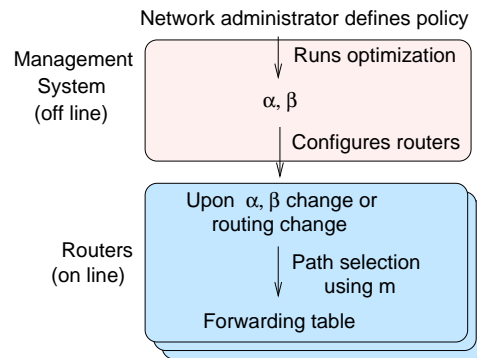 Network administrator defines policy
Management
System
(off line)
Runs optimization
α, β
Configures routers
Routers
(on line)
Upon α, β change or
routing change
Path selection
using m
Forwarding table